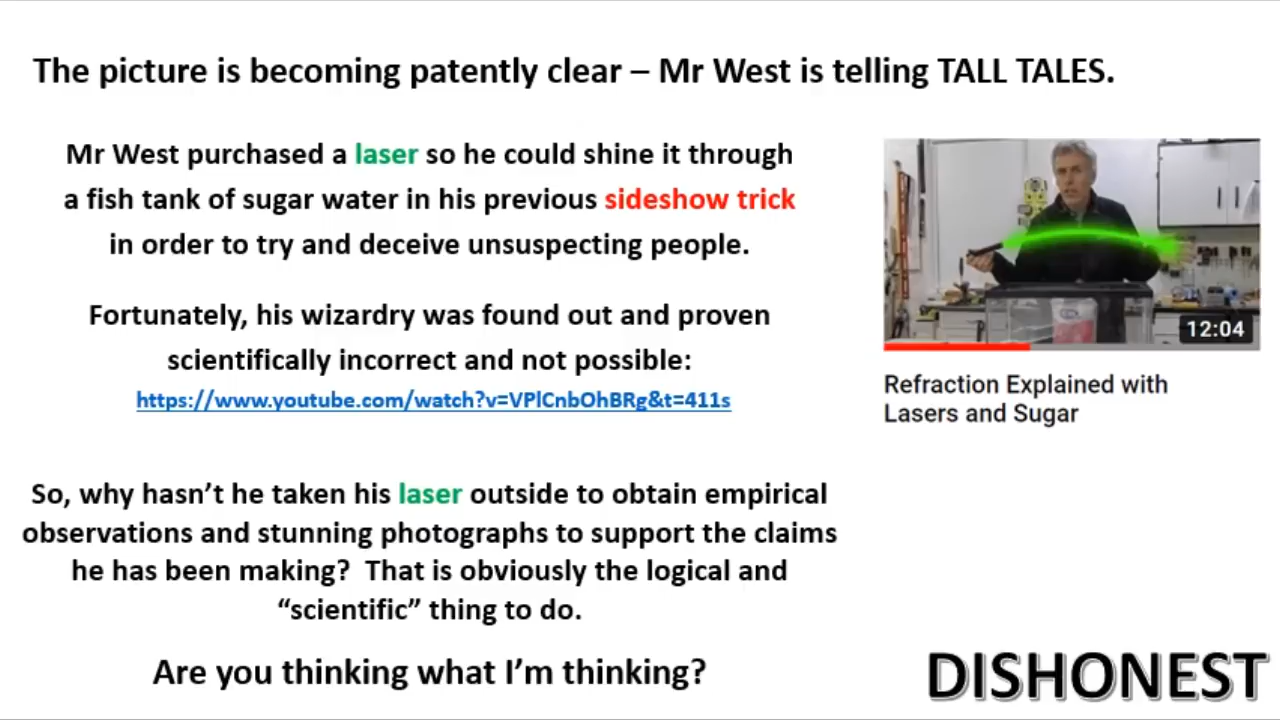 The picture is becoming patently clear – Mr West is telling TALL TALES.
Mr West purchased a laser so he could shine it through
a fish tank of sugar water in his previous sideshow trick
in order to try and deceive unsuspecting people.
Fortunately, his wizardry was found out and proven
scientifically incorrect and not possible:
https://www.youtube.com/watch?v=VPlCnbOhBRg&t=411s
12:04
Refraction Explained with
Lasers and Sugar
So, why hasn’t he taken his laser outside to obtain empirical
observations and stunning photographs to support the claims
he has been making?  That is obviously the logical and
“scientific” thing to do.
Are you thinking what I’m thinking?
DISHONEST